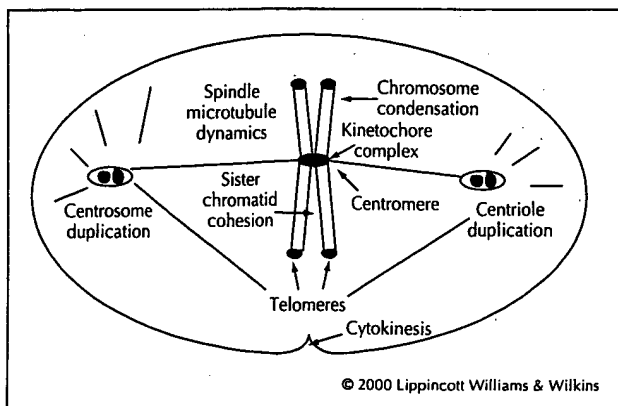 Spindle
microtubule
dynamics
Chromosome
condensation
Kinetochore
complex
Sister
chromatid
cohesion
Centromere
Centrosome
duplication
Centriole
duplication
Telomeres
Cytokinesis
© 2000 Lippincott Williams & Wilkins